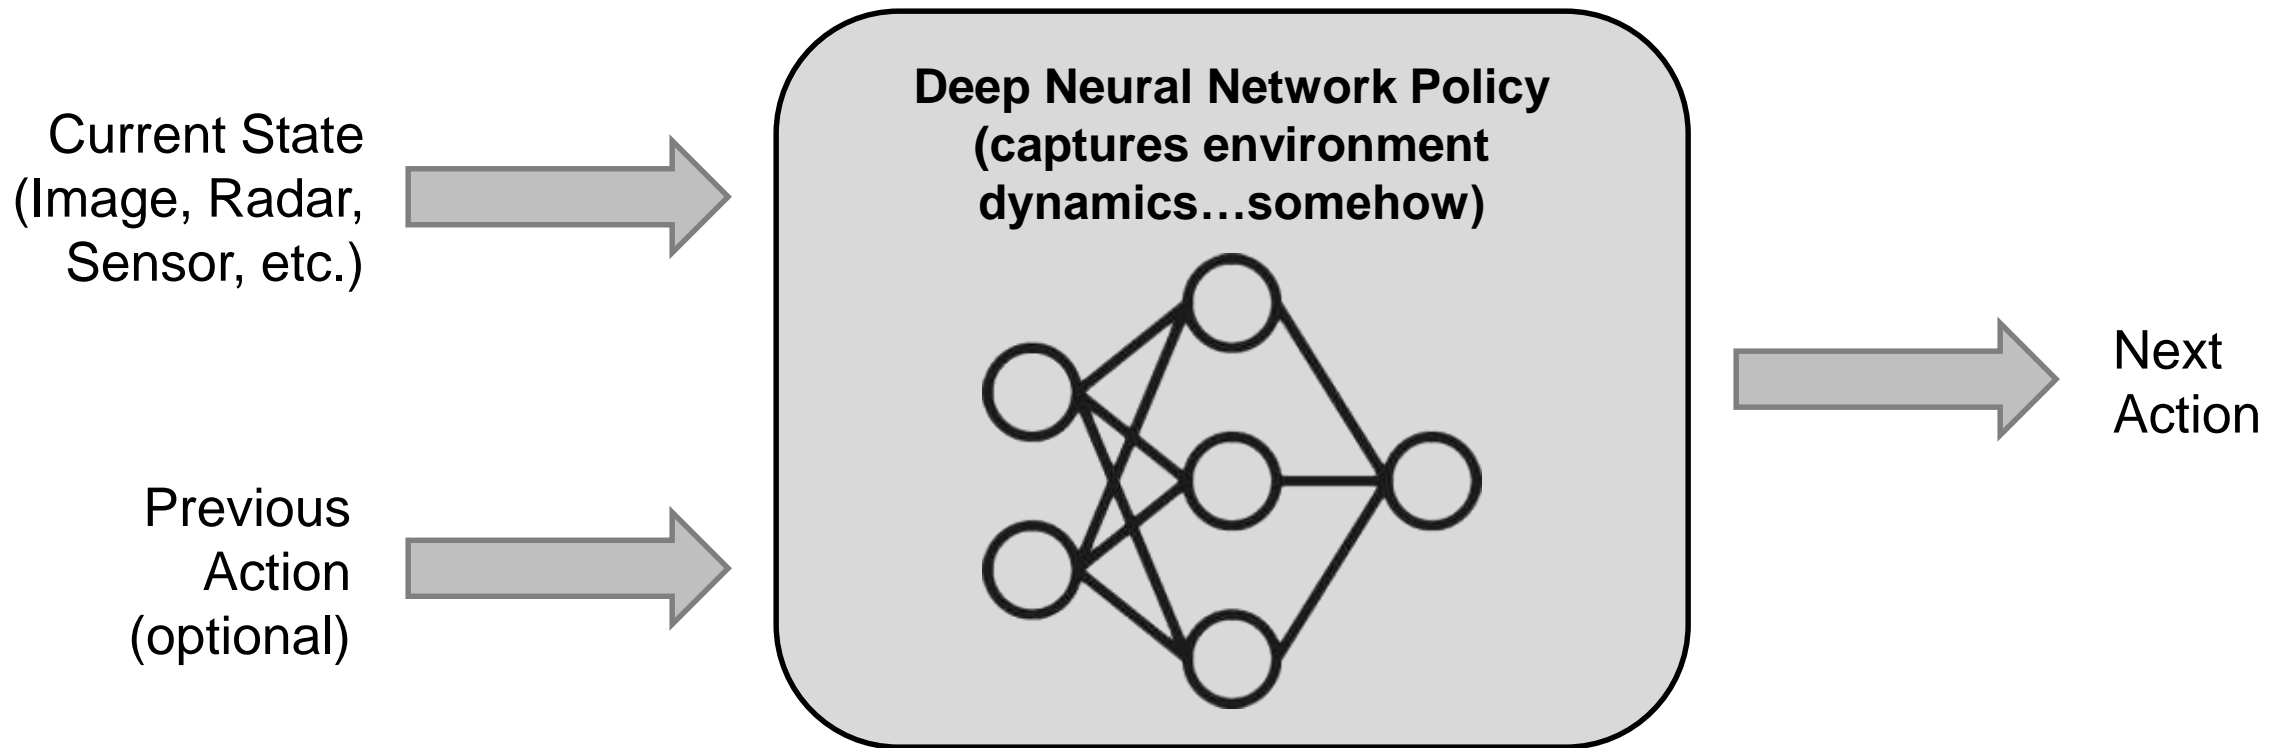 Current State
(Image, Radar,
Sensor, etc.)
Previous
Action
(optional)
Deep Neural Network Policy
(captures environment
dynamics…somehow)
Next
Action